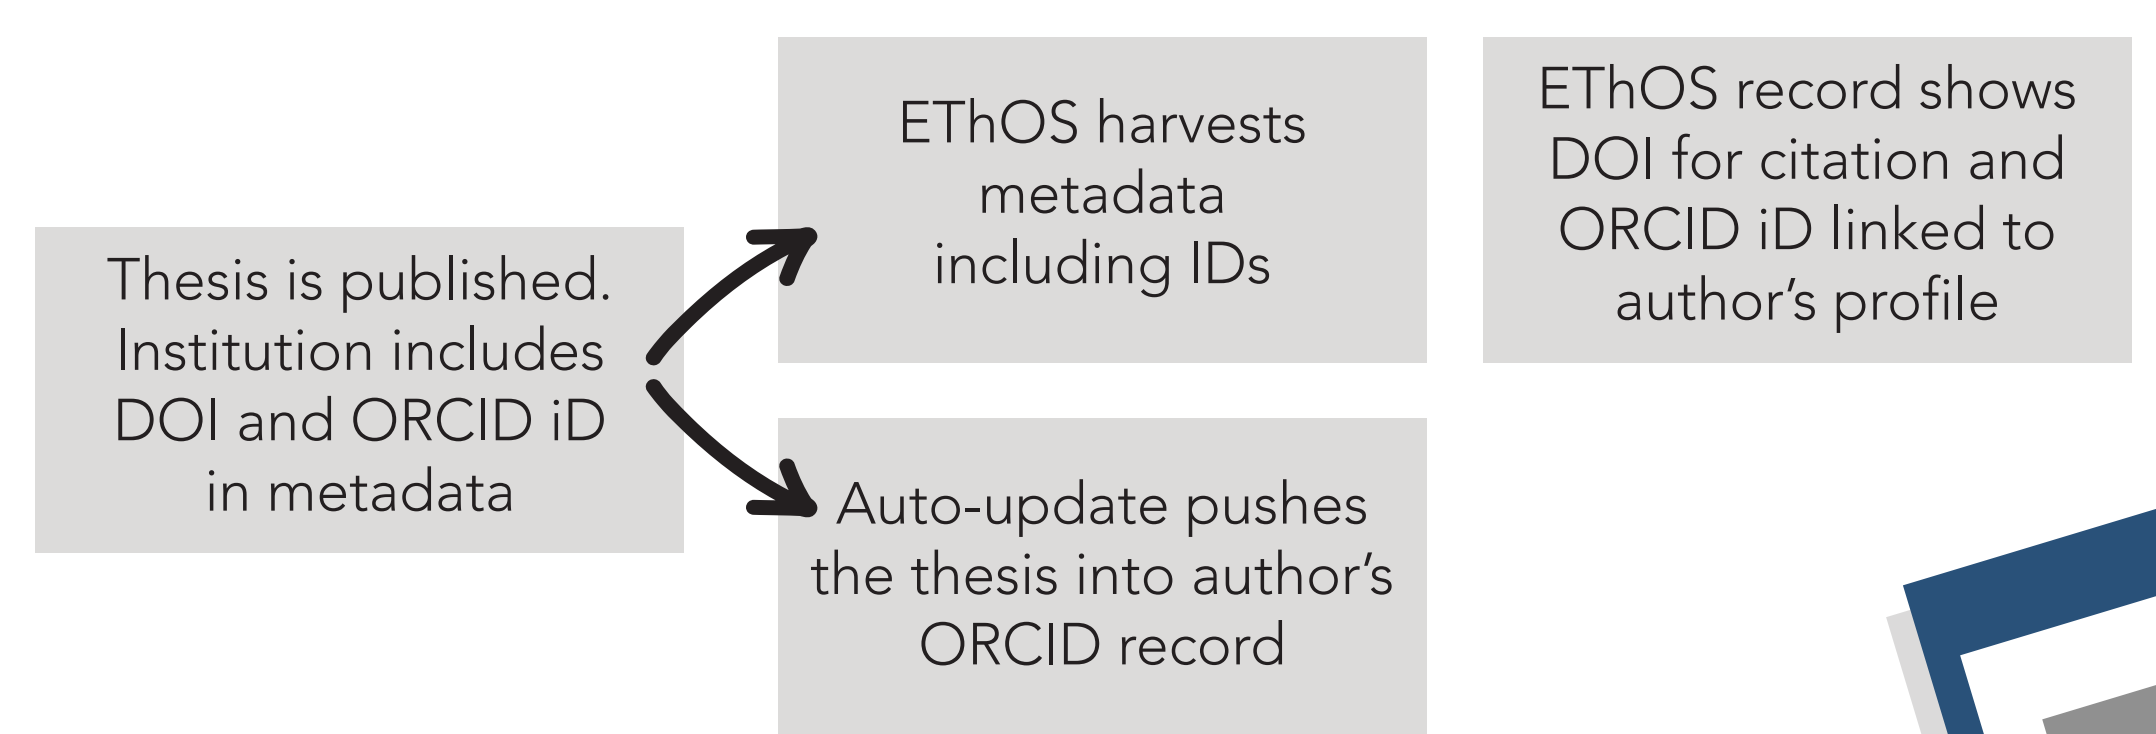 Thesis is published.
Institution includes
DOI and ORCID iD
in metadata
EThOS harvests
metadata
including IDs
EThOS record shows
DOI for citation and
ORCID iD linked to
author’s profile
Auto-update pushes
the thesis into author’s
ORCID record